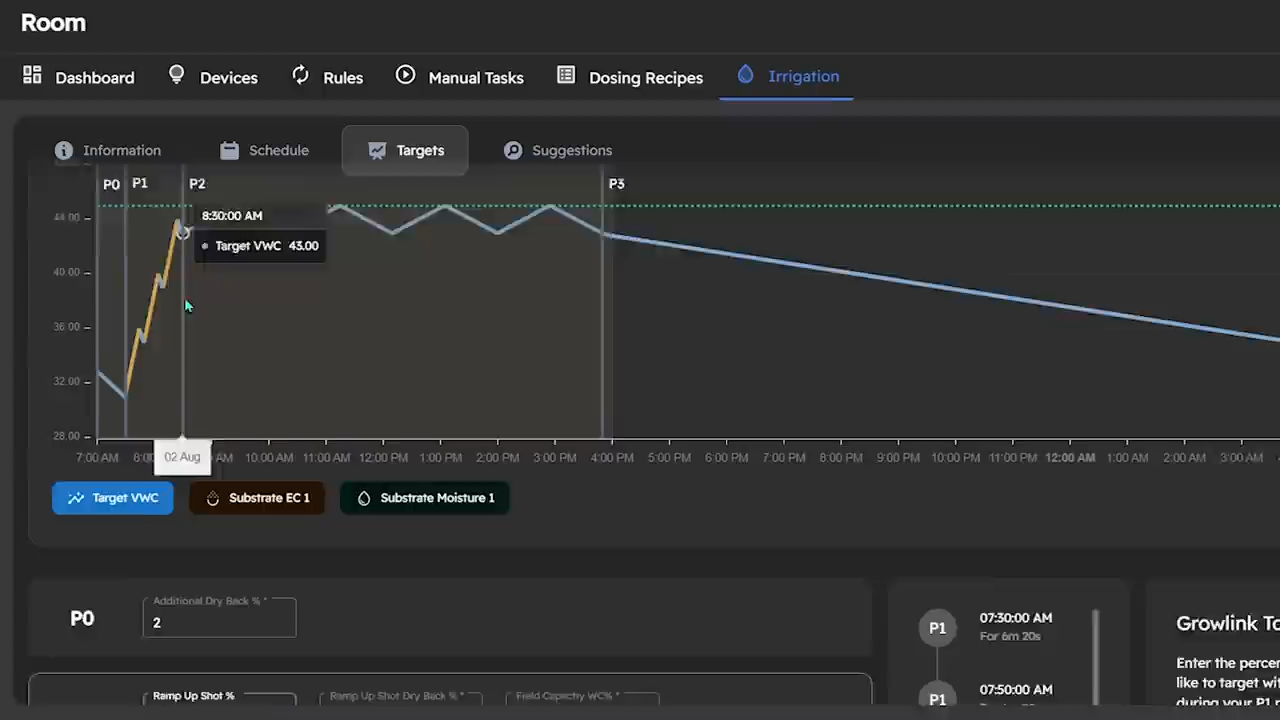 Room
Dashboard Devices Rules Manual Tasks Dosing Recipes Irrigation
Information Schedule Targets Suggestions
P0 P1 P2 P3
8:30:00 AM
Target VWC 43.00
44.00
40.00
36.00
32.00
28.00
7:00 AM 02 Aug AM 10:00 AM 11:00 AM 12:00 PM 1:00 PM 2:00 PM 3:00 PM 4:00 PM 5:00 PM 6:00 PM 7:00 PM 8:00 PM 9:00 PM 10:00 PM 11:00 PM 12:00 AM 1:00 AM 2:00 AM 3:00 AM
Target VWC Substrate EC 1 Substrate Moisture 1
P0
Additional Dry Back % *
2
Ramp Up Shot % Ramp Up Shot Dry Back % * Field Capacity WC% *
P1
07:30:00 AM
For 6m 20s
P1
07:50:00 AM
Growlink To
Enter the percen
like to target wit
during your P1